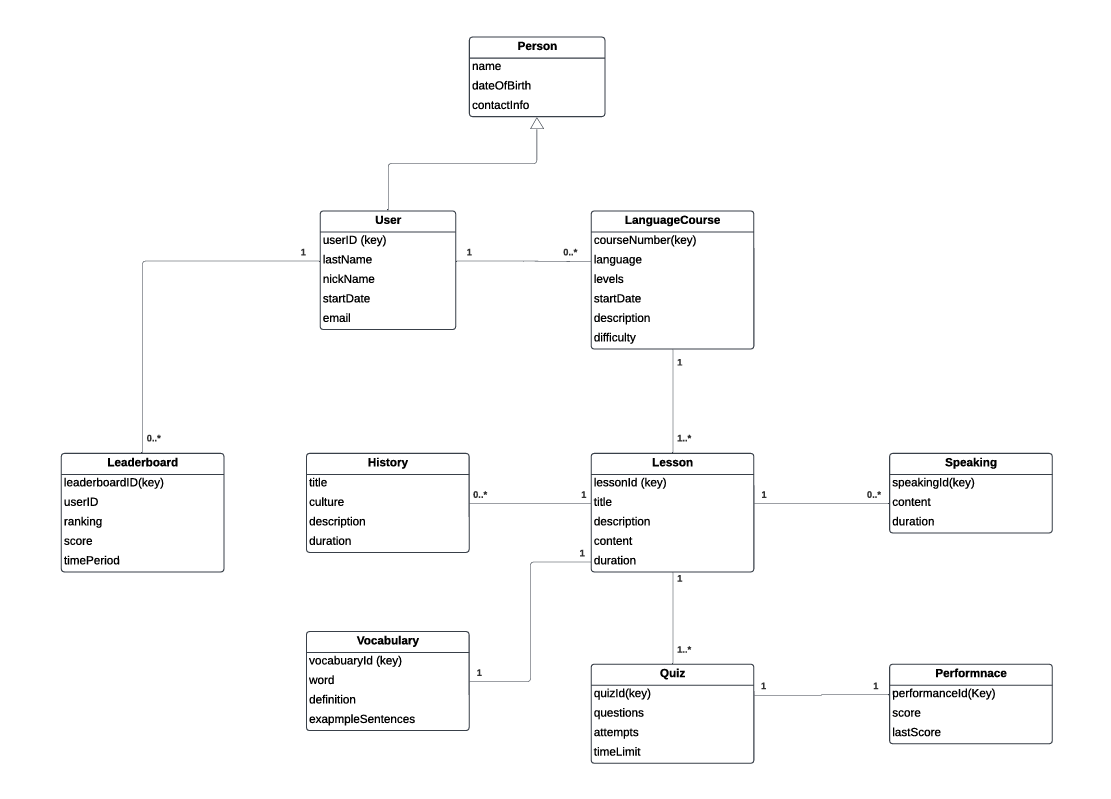 Person
name
dateOfBirth
contactInfo
User
userID (key)
lastName
nickName
startDate
email
1
1
0..*
LanguageCourse
courseNumber(key)
language
levels
startDate
description
difficulty
1
0..*
1..*
Leaderboard
leaderboardID(key)
userID
ranking
score
timePeriod
History
title
culture
description
duration
0..*
1
Lesson
lessonId (key)
title
description
content
duration
1
0..*
Speaking
speakingId(key)
content
duration
1
1
1..*
Vocabulary
vocabuaryId (key)
word
definition
exapmpleSentences
1
Quiz
quizId(key)
questions
attempts
timeLimit
1
1
Performnace
performanceId(Key)
score
lastScore